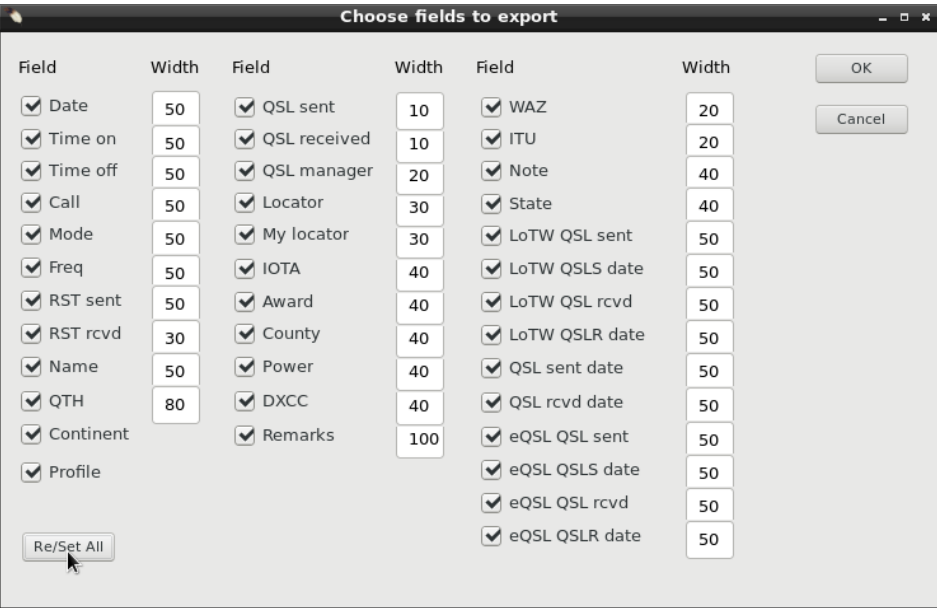 Choose fields to export
Field Width Field Width Field Width OK
Date 50 QSL sent 10 WAZ 20 Cancel
Time on 50 QSL received 10 ITU 20
Time off 50 QSL manager 20 Note 40
Call 50 Locator 30 State 40
Mode 50 My locator 30 LoTW QSL sent 50
Freq 50 IOTA 40 LoTW QSLS date 50
RST sent 50 Award 40 LoTW QSL rcvd 50
RST rcvd 30 County 40 LoTW QSLR date 50
Name 50 Power 40 QSL sent date 50
QTH 80 DXCC 40 QSL rcvd date 50
Continent Remarks 100 eQSL QSL sent 50
Profile eQSL QSLS date 50
eQSL QSL rcvd 50
eQSL QSLR date 50
Re/Set All